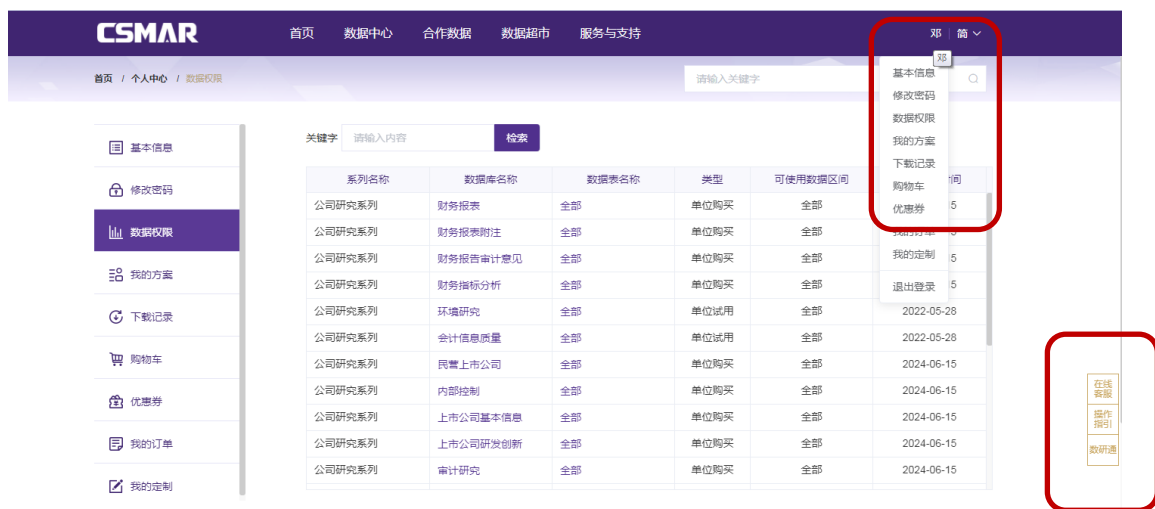 CSMAR 首页 数据中心 合作数据 数据超市 服务与支持 邓 简
邓
首页 / 个人中心 / 数据权限 请输入关键字
基本信息
修改密码
数据权限
我的方案
下载记录
购物车
优惠券
我的订单
我的定制
退出登录
基本信息
修改密码
数据权限
我的方案
下载记录
购物车
优惠券
我的订单
我的定制
关键字 请输入内容 检索
系列名称 数据库名称 数据表名称 类型 可使用数据区间 间
公司研究系列 财务报表 全部 单位购买 全部 5
公司研究系列 财务报表附注 全部 单位购买 全部 5
公司研究系列 财务报告审计意见 全部 单位购买 全部 5
公司研究系列 财务指标分析 全部 单位购买 全部 5
公司研究系列 环境研究 全部 单位试用 全部 2022-05-28
公司研究系列 会计信息质量 全部 单位试用 全部 2022-05-28
公司研究系列 民营上市公司 全部 单位购买 全部 2024-06-15
公司研究系列 内部控制 全部 单位购买 全部 2024-06-15
公司研究系列 上市公司基本信息 全部 单位购买 全部 2024-06-15
公司研究系列 上市公司研发创新 全部 单位购买 全部 2024-06-15
公司研究系列 审计研究 全部 单位购买 全部 2024-06-15
在线
客服
操作
指引
数研通